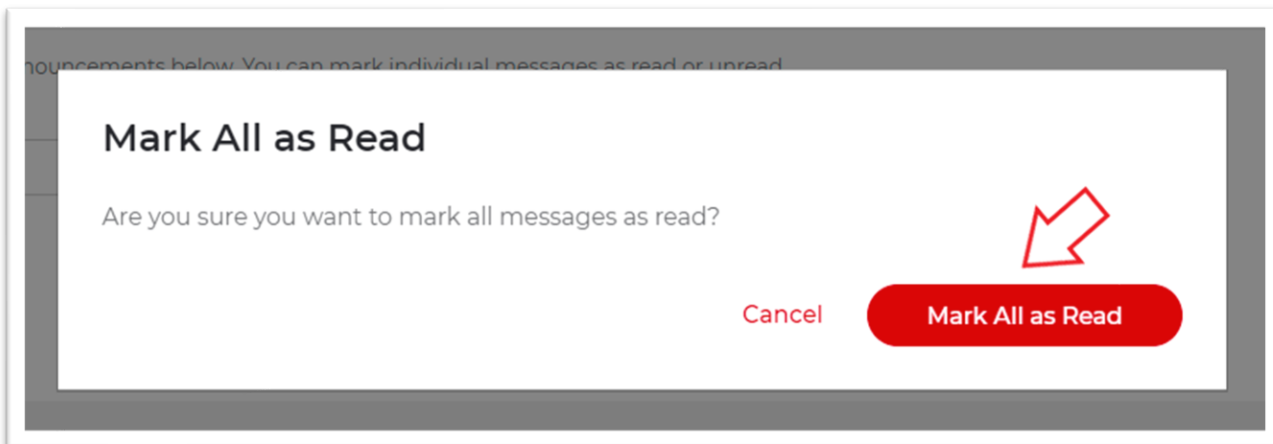 nouncements below. You can mark individual messages as read or unread
Mark All as Read
Are you sure you want to mark all messages as read?
Cancel
Mark All as Read